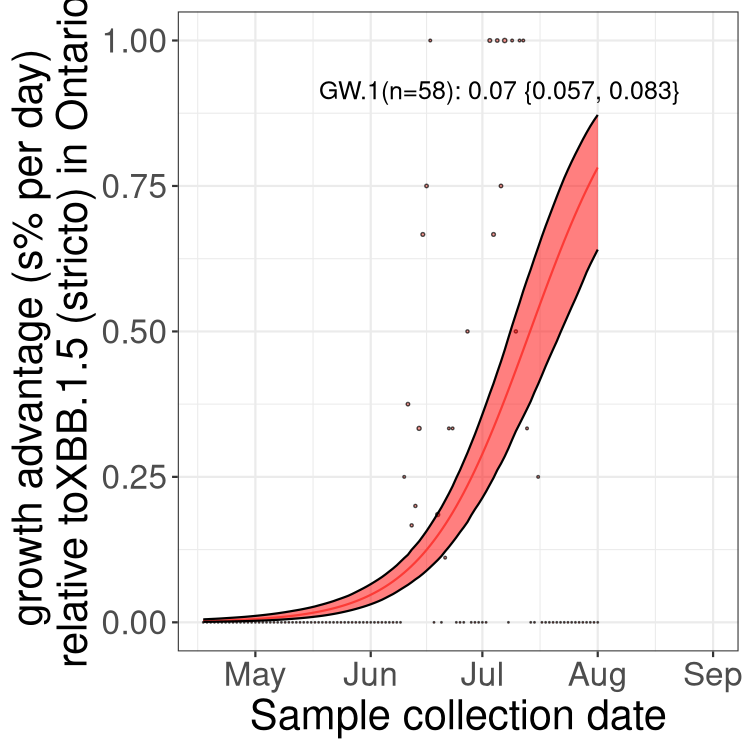 growth advantage (s% per day)
relative toXBB.1.5 (stricto) in Ontario
1.00
0.75
0.50
0.25
0.00
GW.1(n=58): 0.07 {0.057, 0.083}
May Jun Jul Aug Sep
Sample collection date